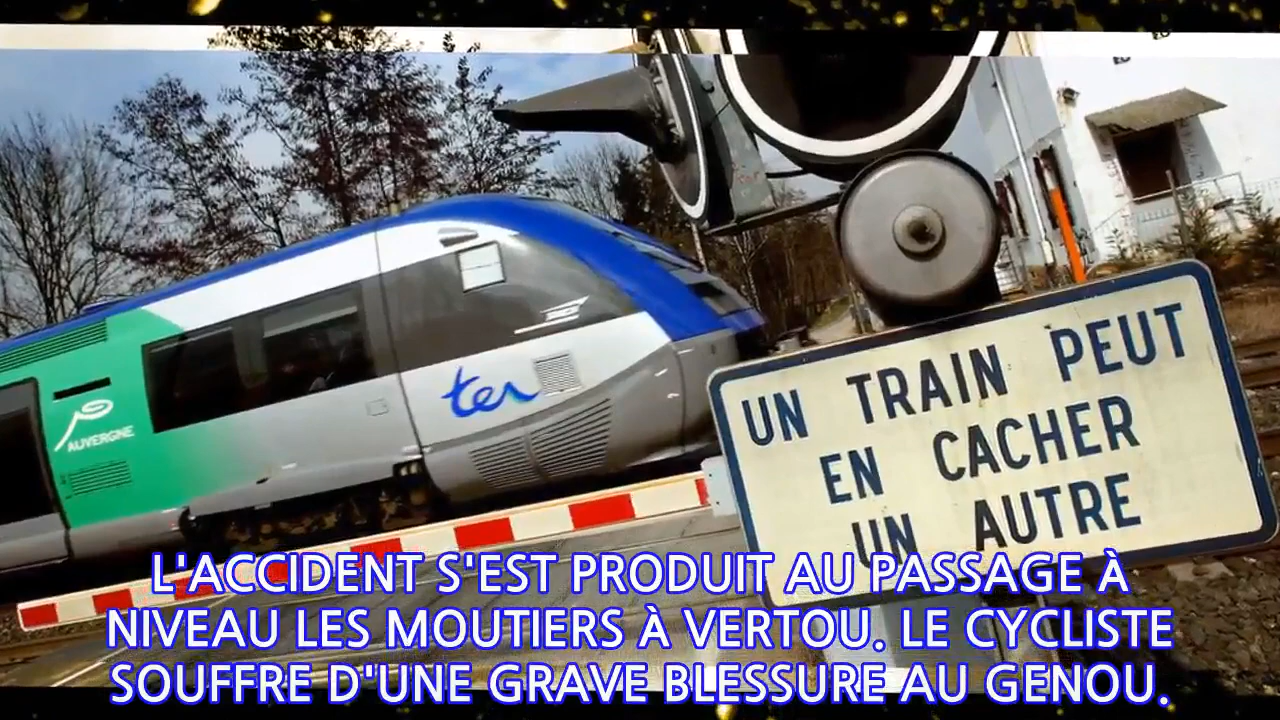 AUVERGNE
ter
UN TRAIN PEUT
EN CACHER
UN AUTRE
L'ACCIDENT S'EST PRODUIT AU PASSAGE À
NIVEAU LES MOUTIERS À VERTOU. LE CYCLISTE
SOUFFRE D'UNE GRAVE BLESSURE AU GENOU.